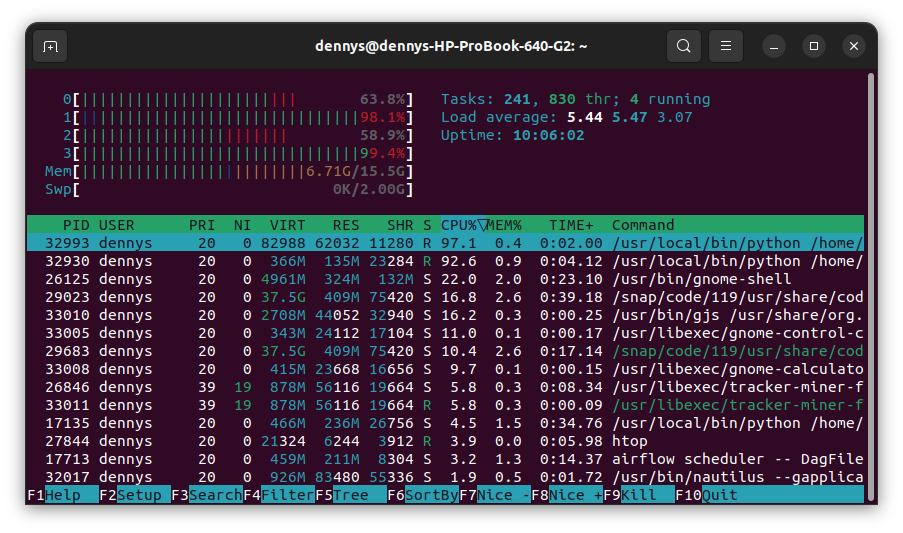 dennys@dennys-HP-ProBook-640-G2: ~
0[||||||||||||||||||||||| 63.8%] Tasks: 241, 830 thr; 4 running
1[||||||||||||||||||||||||||||||98.1%] Load average: 5.44 5.47 3.07
2[||||||||||||||||||||||| 58.9%] Uptime: 10:06:02
3[||||||||||||||||||||||||||||||99.4%]
Mem[|||||||||||||||||||||||||6.71G/15.5G]
Swp[ 0K/2.00G]
PID USER PRI NI VIRT RES SHR S CPU%▽MEM% TIME+ Command
32993 dennys 20 0 82988 62032 11280 R 97.1 0.4 0:02.00 /usr/local/bin/python /home/
32930 dennys 20 0 366M 135M 23284 R 92.6 0.9 0:04.12 /usr/local/bin/python /home/
26125 dennys 20 0 4961M 324M 132M S 22.0 2.0 0:23.10 /usr/bin/gnome-shell
29023 dennys 20 0 37.5G 409M 75420 S 16.8 2.6 0:39.18 /snap/code/119/usr/share/cod
33010 dennys 20 0 2708M 44052 32940 S 16.2 0.3 0:00.25 /usr/bin/gjs /usr/share/org.
33005 dennys 20 0 343M 24112 17104 S 11.0 0.1 0:00.17 /usr/libexec/gnome-control-c
29683 dennys 20 0 37.5G 409M 75420 S 10.4 2.6 0:17.14 /snap/code/119/usr/share/cod
33008 dennys 20 0 415M 23668 16656 S 9.7 0.1 0:00.15 /usr/libexec/gnome-calculato
26846 dennys 39 19 878M 56116 19664 S 5.8 0.3 0:08.34 /usr/libexec/tracker-miner-f
33011 dennys 39 19 878M 56116 19664 R 5.8 0.3 0:00.09 /usr/libexec/tracker-miner-f
17135 dennys 20 0 466M 236M 26756 S 4.5 1.5 0:34.76 /usr/local/bin/python /home/
27844 dennys 20 0 21324 6244 3912 R 3.9 0.0 0:05.98 htop
17713 dennys 20 0 459M 211M 8304 S 3.2 1.3 0:14.37 airflow scheduler -- DagFile
32017 dennys 20 0 926M 83480 55336 S 1.9 0.5 0:01.72 /usr/bin/nautilus --gapplica
F1Help F2Setup F3SearchF4FilterF5Tree F6SortByF7Nice -F8Nice +F9Kill F10Quit